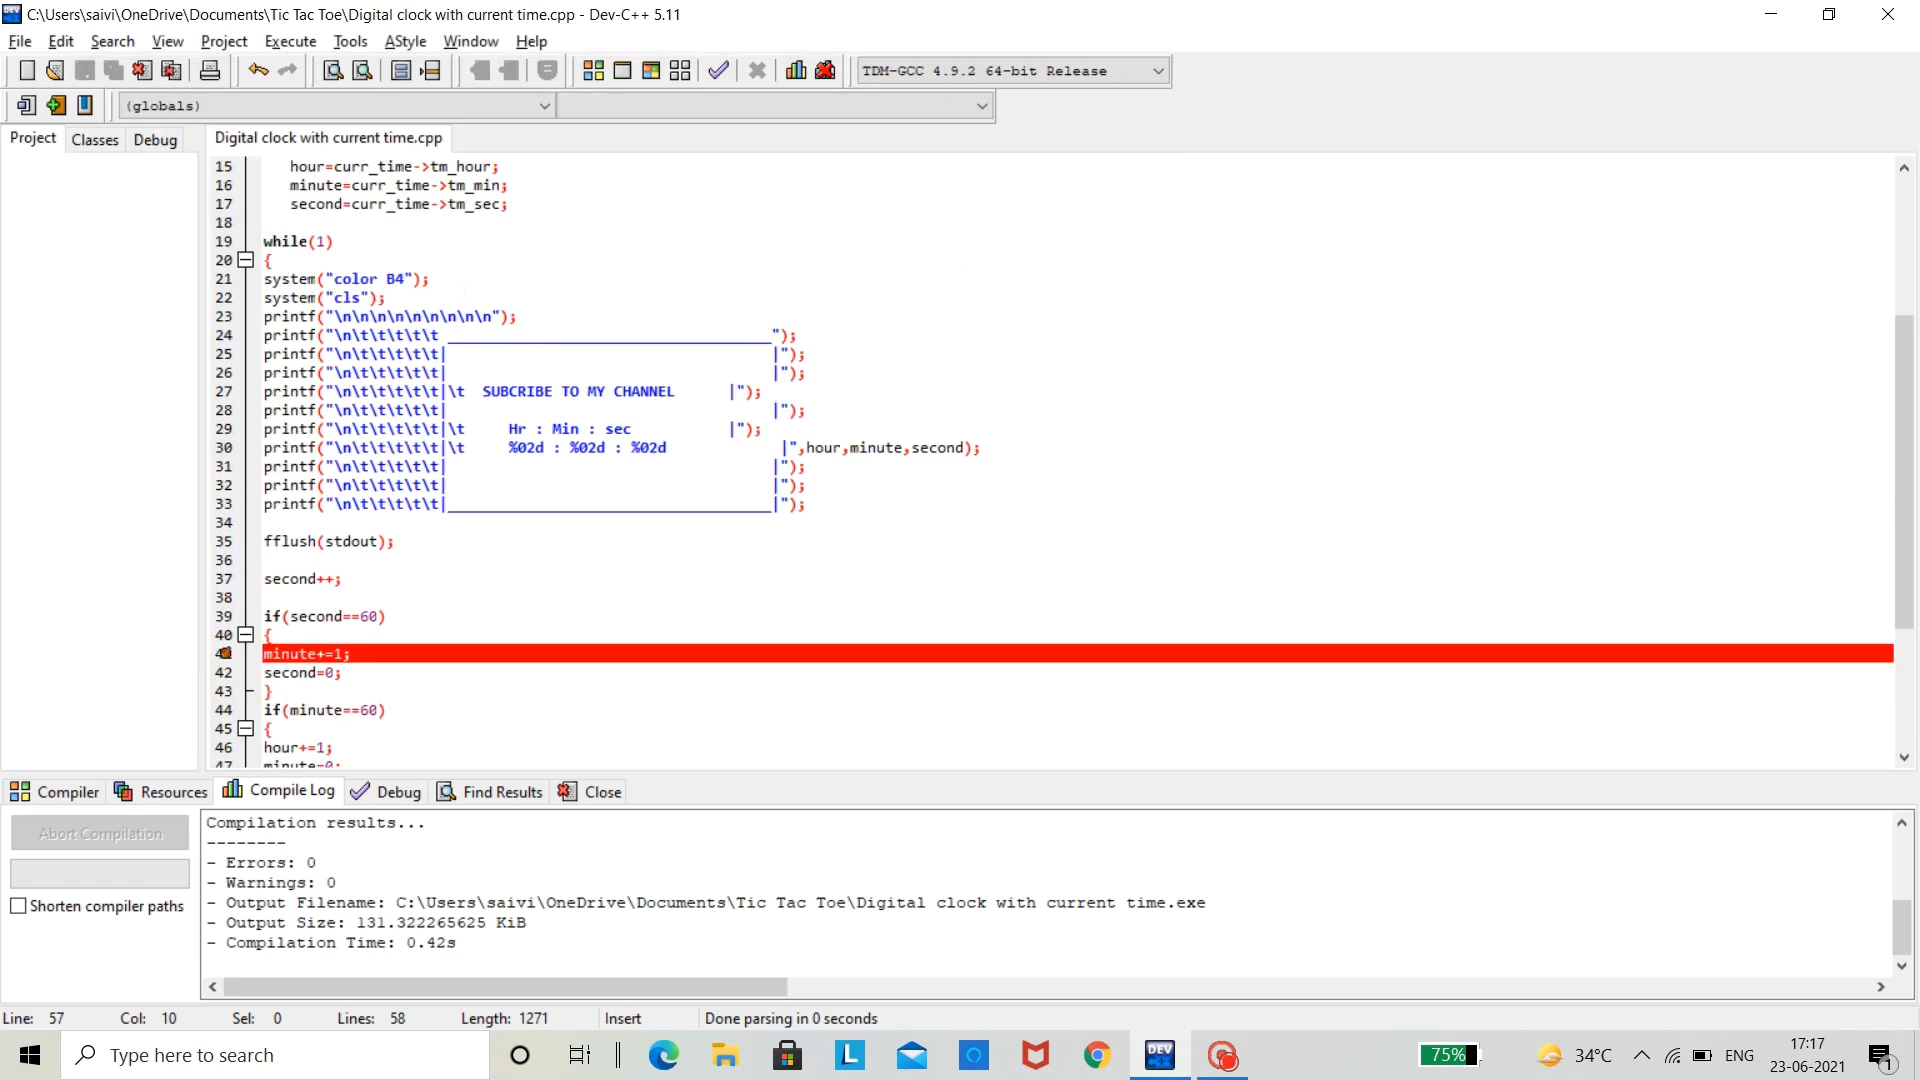 C:\Users\saivi\OneDrive\Documents\Tic Tac Toe\Digital clock with current time.cpp - Dev-C++ 5.11
File Edit Search View Project Execute Tools AStyle Window Help
TDM-GCC 4.9.2 64-bit Release
(globals)
Project Classes Debug
Digital clock with current time.cpp
15 hour=curr_time->tm_hour;
16 minute=curr_time->tm_min;
17 second=curr_time->tm_sec;
18
19 while(1)
20 {
21 system("color B4");
22 system("cls");
23 printf("\n\n\n\n\n\n\n\n\n");
24 printf("\n\t\t\t\t\t _____________________________________");
25 printf("\n\t\t\t\t\t|                                     |");
26 printf("\n\t\t\t\t\t|                                     |");
27 printf("\n\t\t\t\t\t|\t  SUBCRIBE TO MY CHANNEL      |");
28 printf("\n\t\t\t\t\t|                                     |");
29 printf("\n\t\t\t\t\t|\t     Hr : Min : sec           |");
30 printf("\n\t\t\t\t\t|\t     %02d : %02d : %02d             |",hour,minute,second);
31 printf("\n\t\t\t\t\t|                                     |");
32 printf("\n\t\t\t\t\t|                                     |");
33 printf("\n\t\t\t\t\t|_____________________________________|");
34
35 fflush(stdout);
36
37 second++;
38
39 if(second==60)
40 {
minute+=1;
42 second=0;
43 }
44 if(minute==60)
45 {
46 hour+=1;
47 minute=0;
Compiler Resources Compile Log Debug Find Results Close
Abort Compilation
Shorten compiler paths
Compilation results...
--------
- Errors: 0
- Warnings: 0
- Output Filename: C:\Users\saivi\OneDrive\Documents\Tic Tac Toe\Digital clock with current time.exe
- Output Size: 131.322265625 KiB
- Compilation Time: 0.42s
Line: 57 Col: 10 Sel: 0 Lines: 58 Length: 1271 Insert Done parsing in 0 seconds
Type here to search
L
DEV
75%
34°C
ENG
17:17
23-06-2021
1